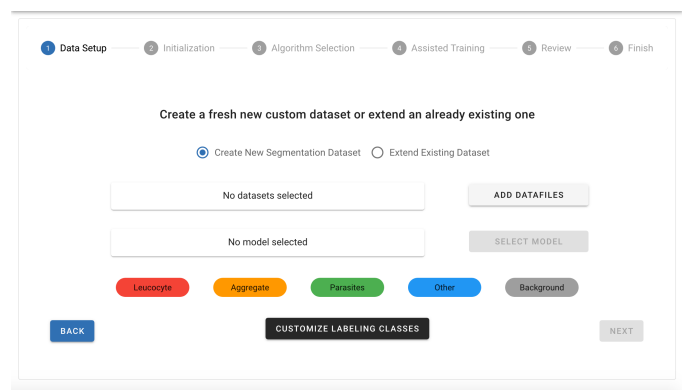 1 Data Setup 2 Initialization 3 Algorithm Selection 4 Assisted Training 5 Review 6 Finish
Create a fresh new custom dataset or extend an already existing one
Create New Segmentation Dataset Extend Existing Dataset
No datasets selected ADD DATAFILES
No model selected SELECT MODEL
Leucocyte Aggregate Parasites Other Background
BACK CUSTOMIZE LABELING CLASSES NEXT